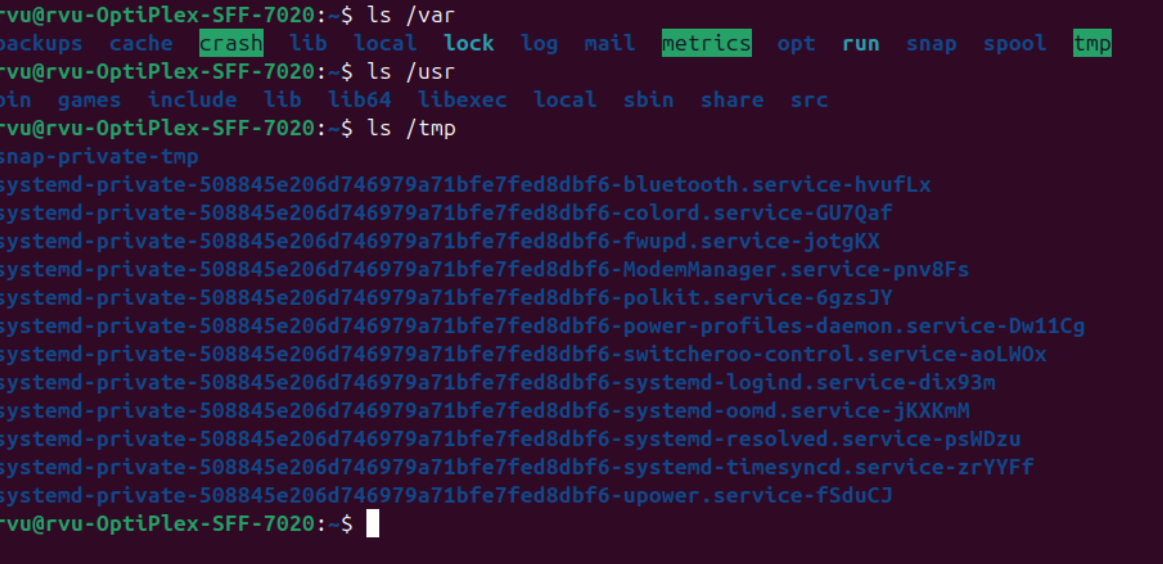 rvu@rvu-OptiPlex-SFF-7020:~$ ls /var
backups cache crash lib local lock log mail metrics opt run snap spool tmp
rvu@rvu-OptiPlex-SFF-7020:~$ ls /usr
bin games include lib lib64 libexec local sbin share src
rvu@rvu-OptiPlex-SFF-7020:~$ ls /tmp
snap-private-tmp
systemd-private-508845e206d746979a71bfe7fed8dbf6-bluetooth.service-hvufLx
systemd-private-508845e206d746979a71bfe7fed8dbf6-colord.service-GU7Qaf
systemd-private-508845e206d746979a71bfe7fed8dbf6-fwupd.service-jotgKX
systemd-private-508845e206d746979a71bfe7fed8dbf6-ModemManager.service-pnv8Fs
systemd-private-508845e206d746979a71bfe7fed8dbf6-polkit.service-6gzsJY
systemd-private-508845e206d746979a71bfe7fed8dbf6-power-profiles-daemon.service-Dw11Cg
systemd-private-508845e206d746979a71bfe7fed8dbf6-switcheroo-control.service-aoLWOx
systemd-private-508845e206d746979a71bfe7fed8dbf6-systemd-logind.service-dix93m
systemd-private-508845e206d746979a71bfe7fed8dbf6-systemd-oomd.service-jKXKmM
systemd-private-508845e206d746979a71bfe7fed8dbf6-systemd-resolved.service-psWDzu
systemd-private-508845e206d746979a71bfe7fed8dbf6-systemd-timesyncd.service-zrYYFf
systemd-private-508845e206d746979a71bfe7fed8dbf6-upower.service-fSduCJ
rvu@rvu-OptiPlex-SFF-7020:~$